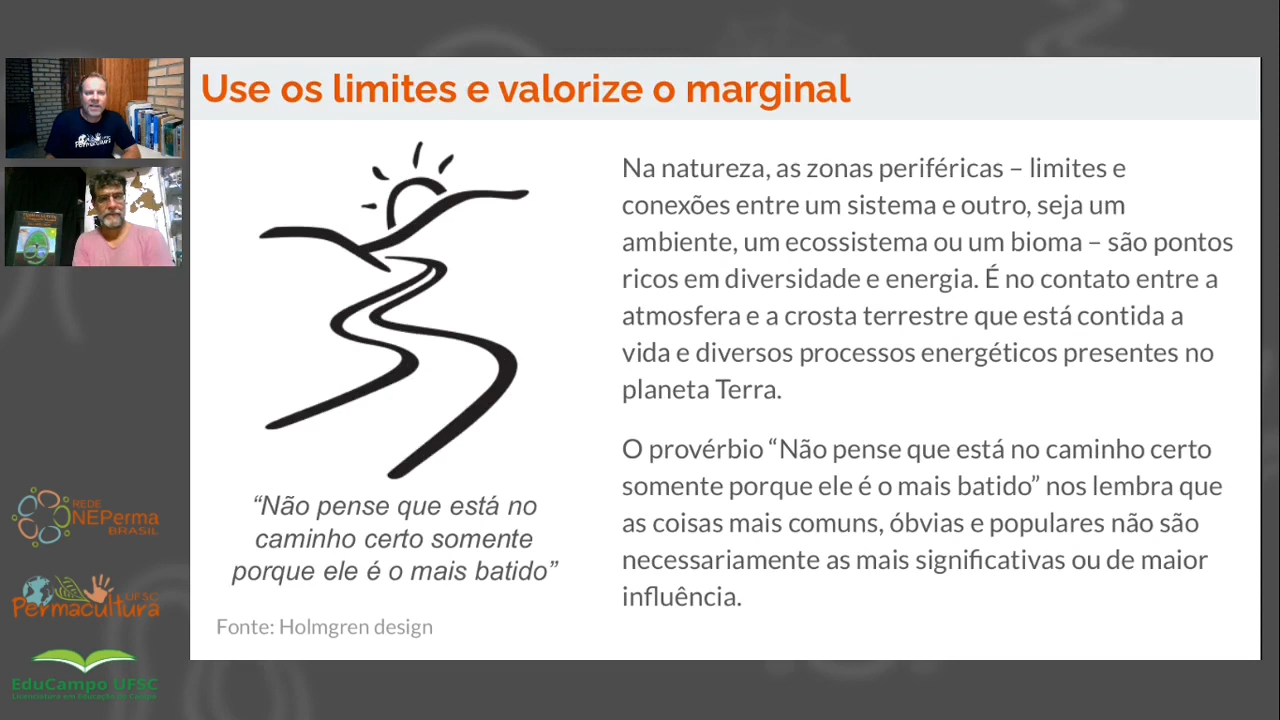 Use os limites e valorize o marginal
Na natureza, as zonas periféricas – limites e
conexões entre um sistema e outro, seja um
ambiente, um ecossistema ou um bioma – são pontos
ricos em diversidade e energia. É no contato entre a
atmosfera e a crosta terrestre que está contida a
vida e diversos processos energéticos presentes no
planeta Terra.
O provérbio “Não pense que está no caminho certo
somente porque ele é o mais batido” nos lembra que
as coisas mais comuns, óbvias e populares não são
necessariamente as mais significativas ou de maior
influência.
“Não pense que está no
caminho certo somente
porque ele é o mais batido”
Fonte: Holmgren design
REDE
NEPerma
BRASIL
UFSC
Permacultura
EduCampo UFSC
Licenciatura em Educação do Campo